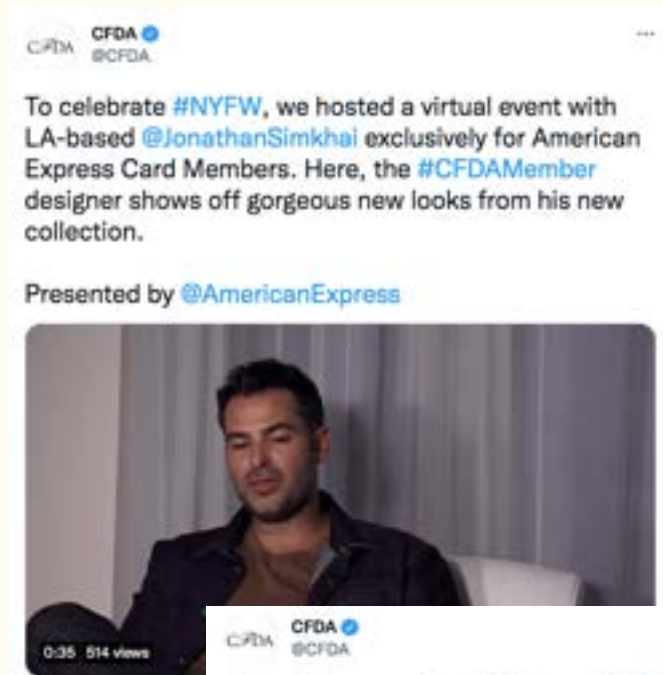 CFDA
CFDA
@CFDA
To celebrate #NYFW, we hosted a virtual event with
LA-based @JonathanSimkhai exclusively for American
Express Card Members. Here, the #CFDAMember
designer shows off gorgeous new looks from his new
collection.
Presented by @AmericanExpress
0:35 514 views
CFDA
CFDA
@CFDA